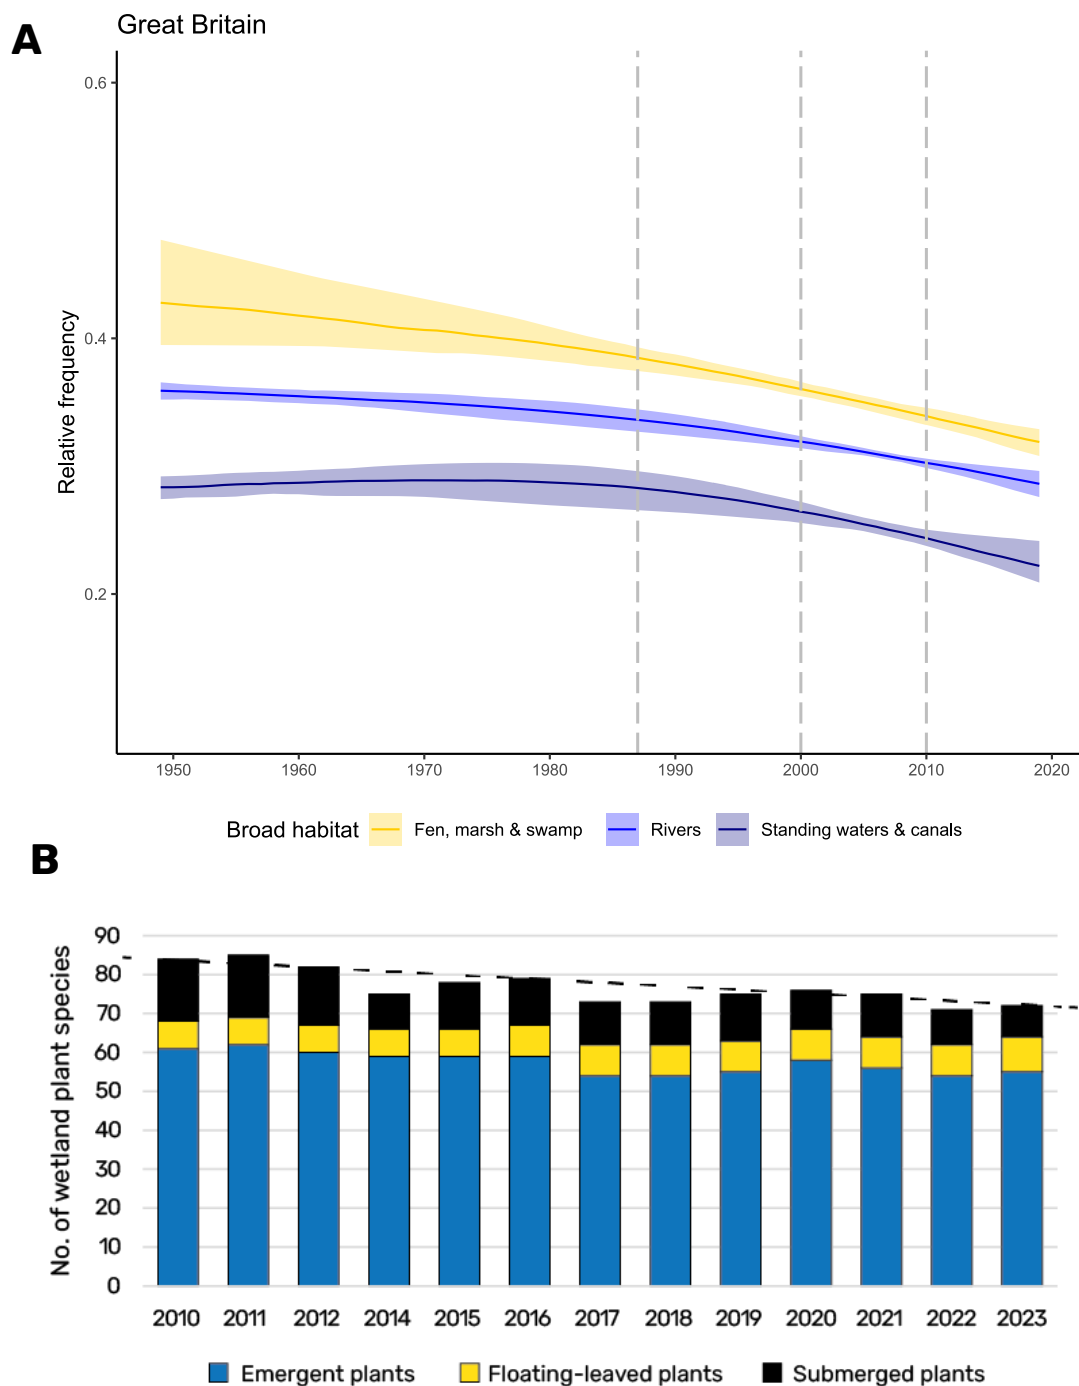 A
Great Britain
Relative frequency
0.6
0.4
0.2
1950 1960 1970 1980 1990 2000 2010 2020
Broad habitat Fen, marsh & swamp Rivers Standing waters & canals
B
No. of wetland plant species
90
80
70
60
50
40
30
20
10
0
2010 2011 2012 2014 2015 2016 2017 2018 2019 2020 2021 2022 2023
Emergent plants Floating-leaved plants Submerged plants